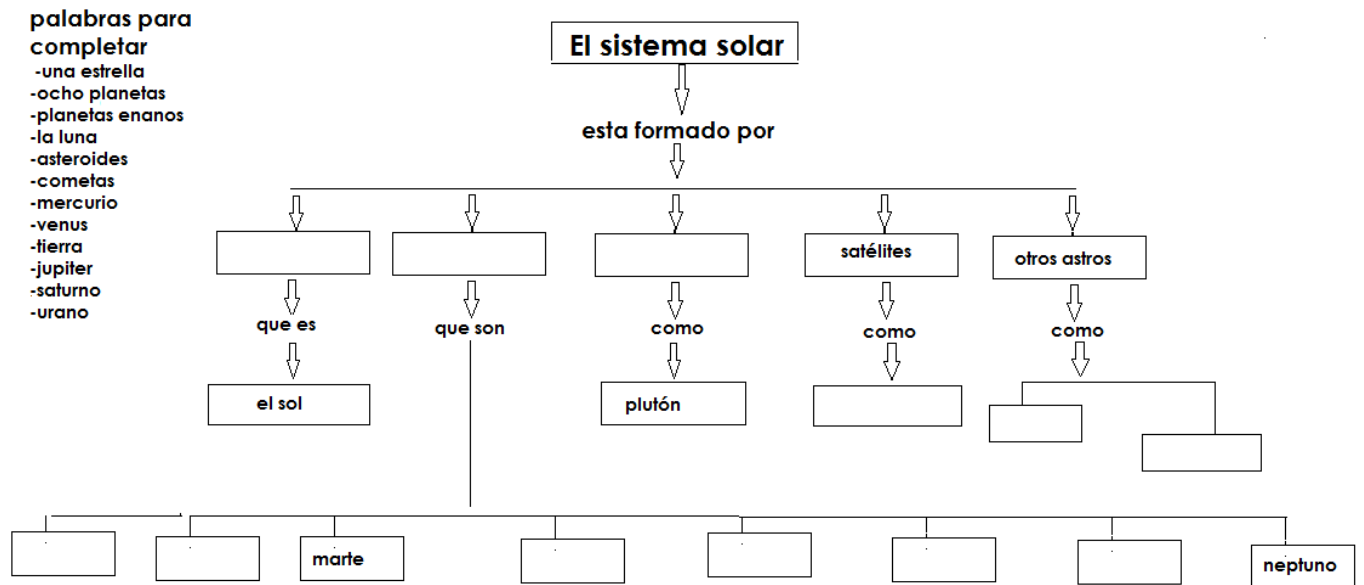 palabras para
completar
-una estrella
-ocho planetas
-planetas enanos
-la luna
-asteroides
-cometas
-mercurio
-venus
-tierra
-jupiter
-saturno
-urano
El sistema solar
esta formado por
satélites
otros astros
que es
que son
como
como
como
el sol
plutón
marte
neptuno